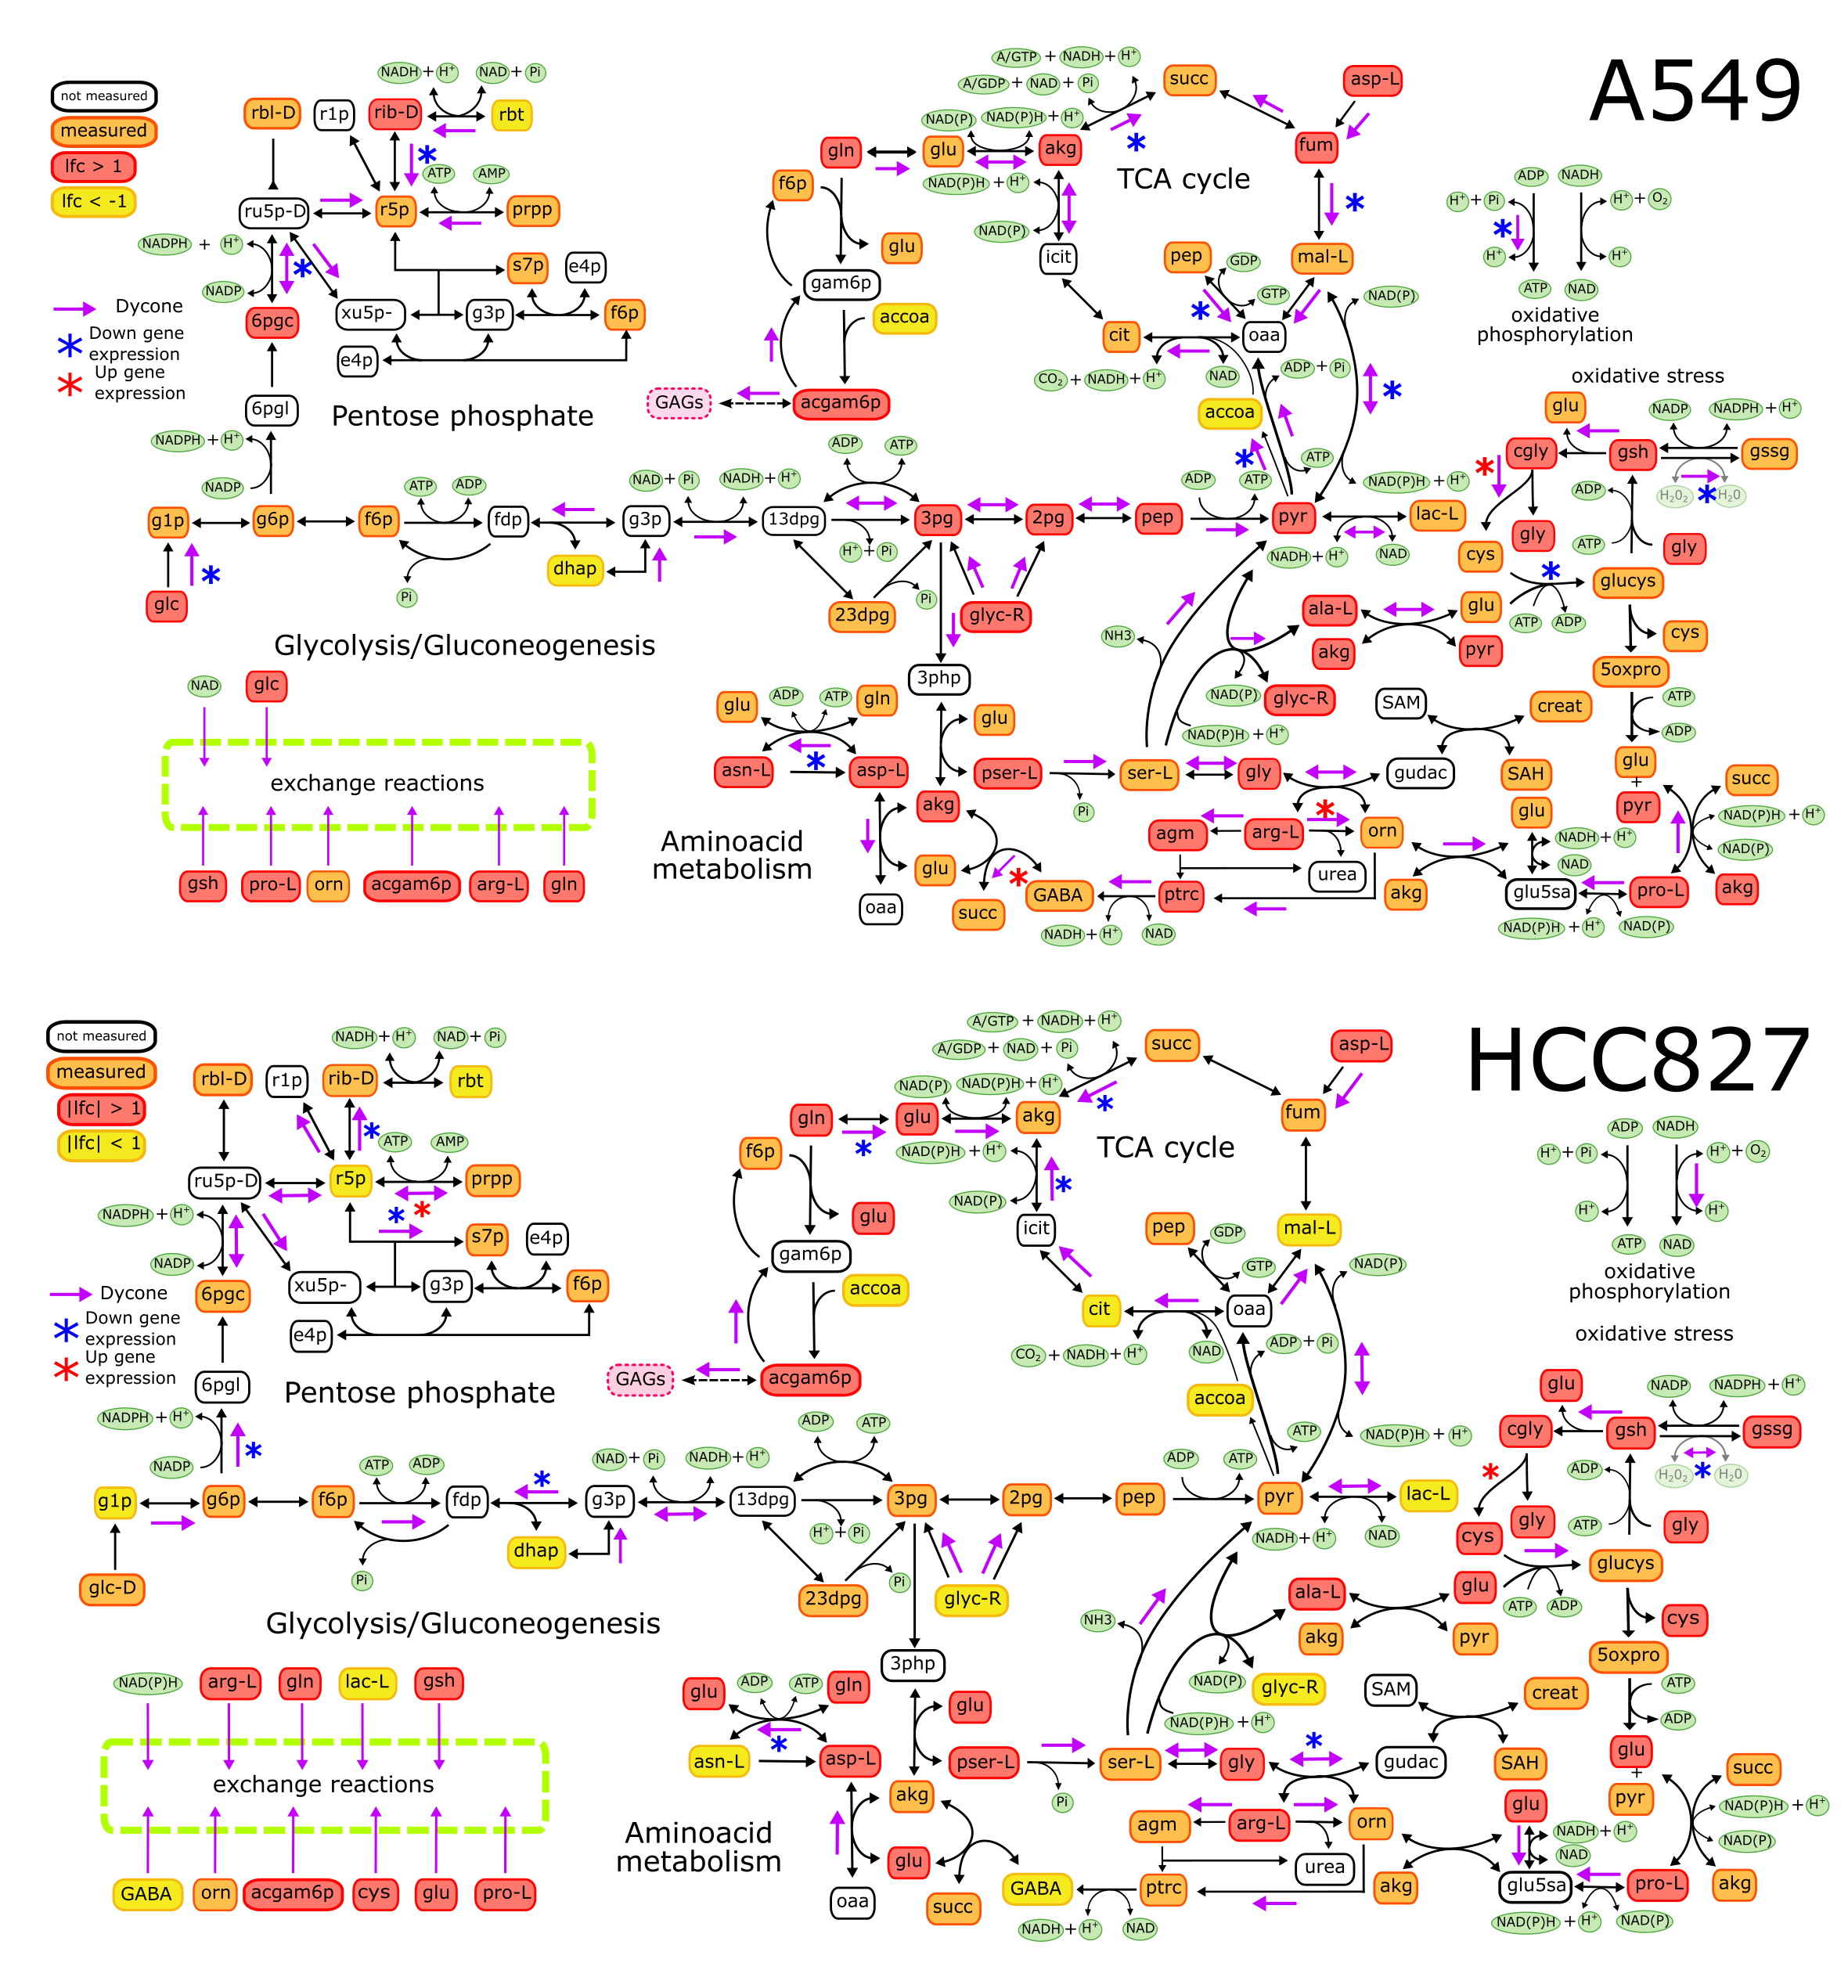 A549
not measured
measured
lfc > 1
lfc < -1
Dycone
Down gene
expression
Up gene
expression
NADH + H+
NAD + Pi
rbl-D
r1p
rib-D
rbt
ATP
AMP
ru5p-D
r5p
prpp
NADPH + H+
NADP
s7p
e4p
6pgc
xu5p-
g3p
f6p
e4p
6pgl
Pentose phosphate
NADPH + H+
NADP
g1p
g6p
f6p
ATP
ADP
fdp
Pi
dhap
g3p
NAD + Pi
NADH + H+
13dpg
glc
Glycolysis/Gluconeogenesis
ADP
ATP
H+ + Pi
3pg
2pg
pep
23dpg
Pi
glyc-R
ADP
ATP
pyr
NADH + H+
NAD
lac-L
A/GTP + NADH + H+
A/GDP + NAD + Pi
succ
asp-L
NAD(P)
NAD(P)H + H+
gln
glu
akg
fum
TCA cycle
NAD(P)H + H+
NAD(P)
f6p
glu
icit
gam6p
accoa
GAGs
acgam6p
pep
GDP
GTP
mal-L
NAD(P)
cit
oaa
CO2 + NADH + H+
NAD
ADP + Pi
accoa
ATP
NAD(P)H + H+
ADP
NADH
H+ + Pi
H+ + O2
H+
H+
ATP
NAD
oxidative
phosphorylation
oxidative stress
glu
NADP
NADPH + H+
cgly
gsh
gssg
H2O2
H2O
ADP
ATP
gly
gly
cys
glucys
glu
ATP
ADP
cys
5oxpro
ATP
ADP
glu
+
pyr
ala-L
akg
pyr
NH3
NAD(P)
glyc-R
NAD(P)H + H+
SAM
creat
gudac
SAH
3php
glu
ADP
ATP
gln
glu
asn-L
asp-L
pser-L
Pi
ser-L
gly
akg
agm
arg-L
orn
urea
Aminoacid
metabolism
glu
oaa
succ
GABA
ptrc
NADH + H+
NAD
akg
glu
NADH + H+
NAD
glu5sa
pro-L
NAD(P)H + H+
NAD(P)
succ
NAD(P)H + H+
NAD(P)
akg
NAD
glc
exchange reactions
gsh
pro-L
orn
acgam6p
arg-L
gln
HCC827
not measured
measured
|lfc| > 1
|lfc| < 1
Dycone
Down gene
expression
Up gene
expression
NADH + H+
NAD + Pi
rbl-D
r1p
rib-D
rbt
ATP
AMP
ru5p-D
r5p
prpp
NADPH + H+
NADP
s7p
e4p
6pgc
xu5p-
g3p
f6p
e4p
6pgl
Pentose phosphate
NADPH + H+
NADP
g1p
g6p
f6p
ATP
ADP
fdp
Pi
dhap
g3p
NAD + Pi
NADH + H+
13dpg
glc-D
Glycolysis/Gluconeogenesis
ADP
ATP
H+ + Pi
3pg
2pg
pep
23dpg
Pi
glyc-R
ADP
ATP
pyr
NADH + H+
NAD
lac-L
A/GTP + NADH + H+
A/GDP + NAD + Pi
succ
asp-L
NAD(P)
NAD(P)H + H+
gln
glu
akg
fum
TCA cycle
NAD(P)H + H+
NAD(P)
f6p
glu
icit
gam6p
accoa
GAGs
acgam6p
pep
GDP
GTP
mal-L
NAD(P)
cit
oaa
CO2 + NADH + H+
NAD
ADP + Pi
accoa
ATP
NAD(P)H + H+
ADP
NADH
H+ + Pi
H+ + O2
H+
H+
ATP
NAD
oxidative
phosphorylation
oxidative stress
glu
NADP
NADPH + H+
cgly
gsh
gssg
H2O2
H2O
ADP
ATP
gly
gly
cys
glucys
glu
ATP
ADP
cys
5oxpro
ATP
ADP
glu
+
pyr
ala-L
akg
pyr
NH3
NAD(P)
glyc-R
NAD(P)H + H+
SAM
creat
gudac
SAH
3php
glu
ADP
ATP
gln
glu
asn-L
asp-L
pser-L
Pi
ser-L
gly
akg
agm
arg-L
orn
urea
Aminoacid
metabolism
glu
oaa
succ
GABA
ptrc
NADH + H+
NAD
akg
glu
NADH + H+
NAD
glu5sa
pro-L
NAD(P)H + H+
NAD(P)
succ
NAD(P)H + H+
NAD(P)
akg
NAD(P)H
arg-L
gln
lac-L
gsh
exchange reactions
GABA
orn
acgam6p
cys
glu
pro-L